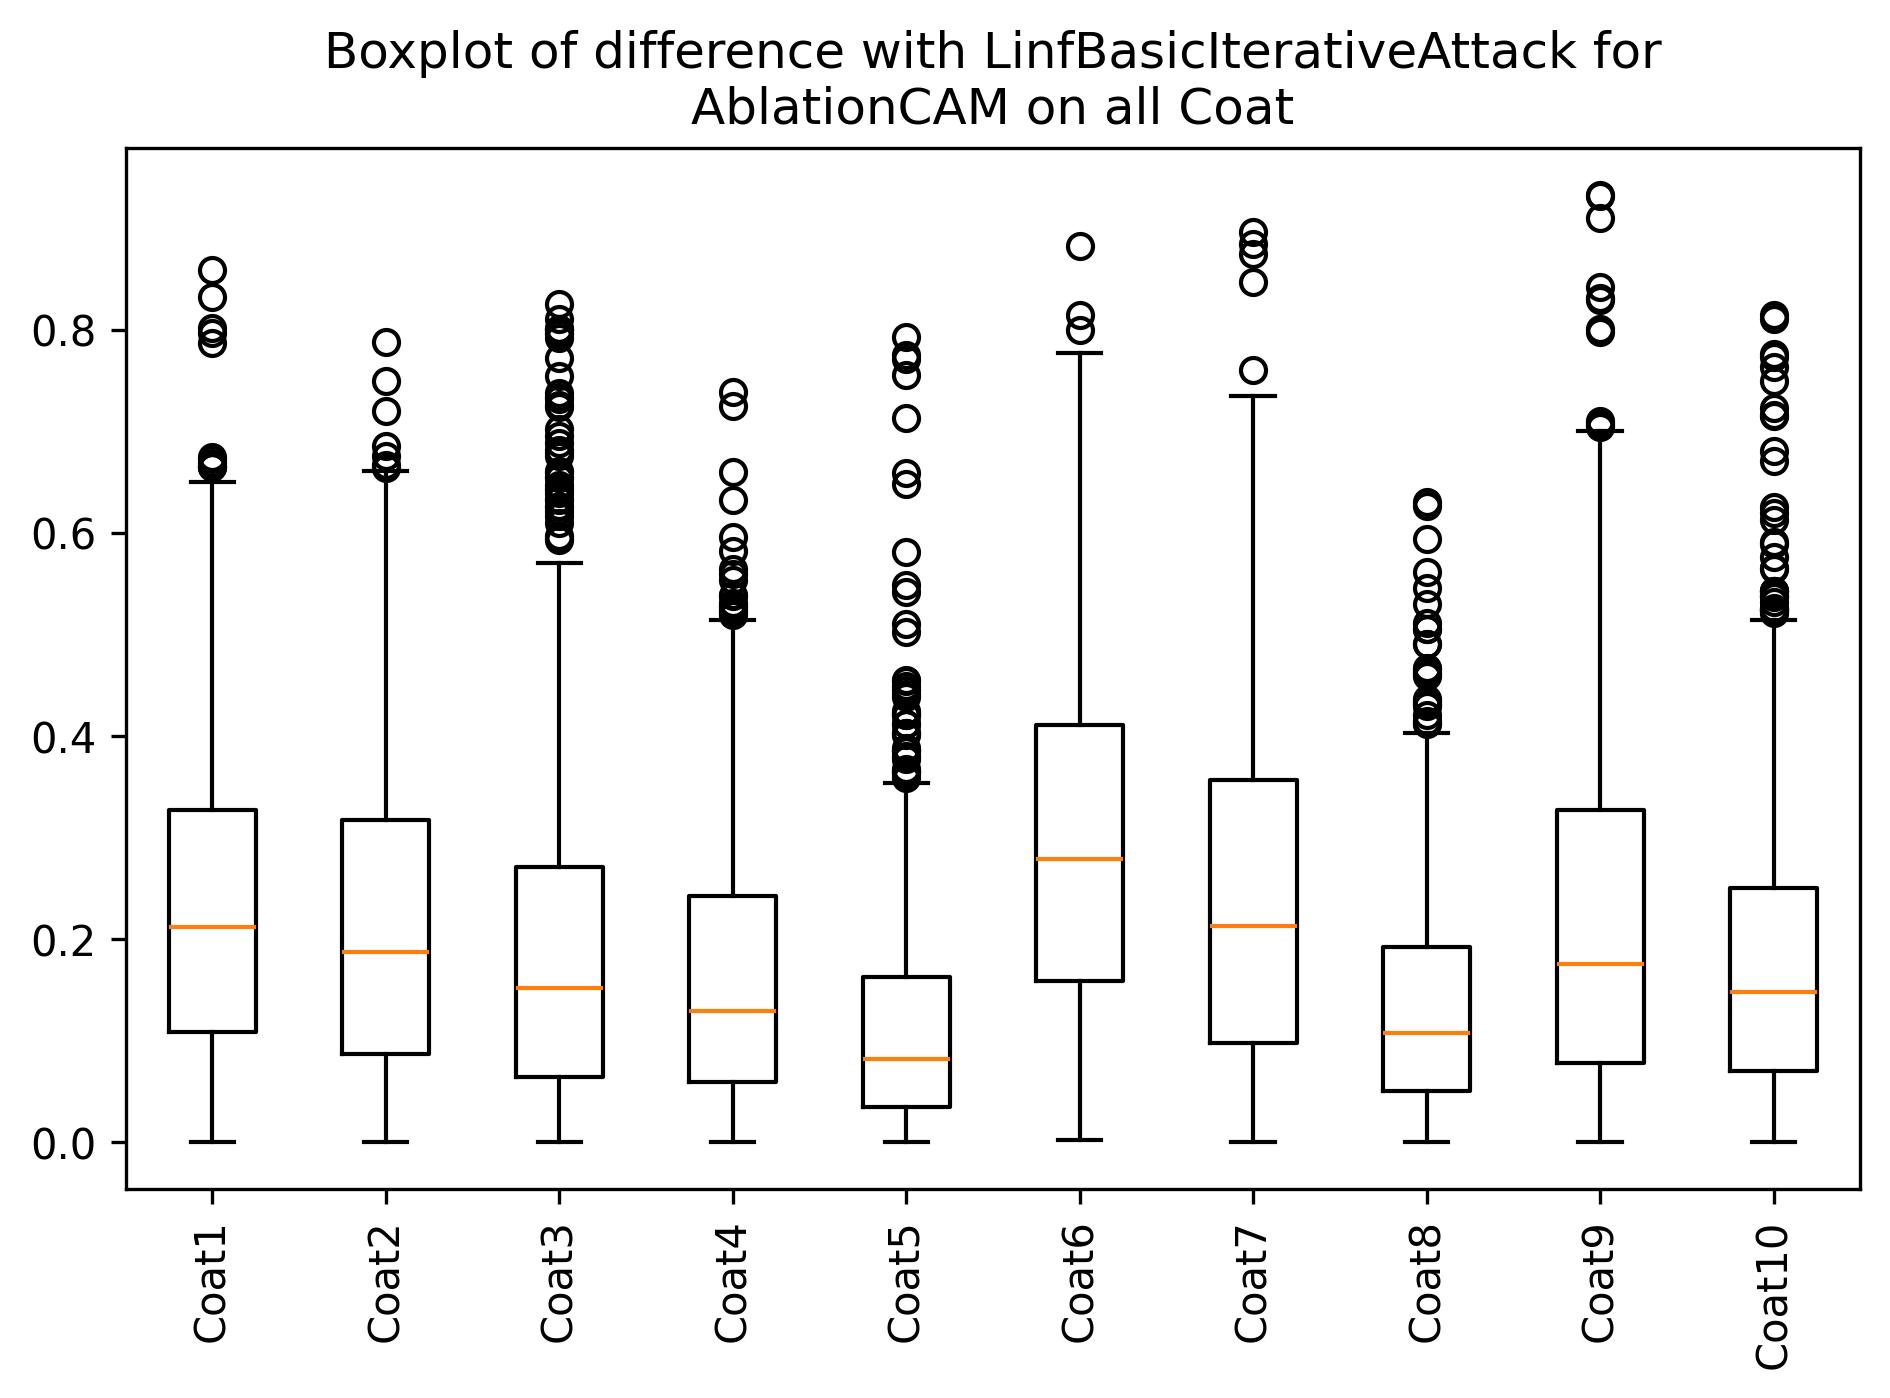 Boxplot of difference with LinfBasicIterativeAttack for
AblationCAM on all Coat
0.8
0.6
0.4
0.2
0.0
Coat1
Coat2
Coat3
Coat4
Coat5
Coat6
Coat7
Coat8
Coat9
Coat10